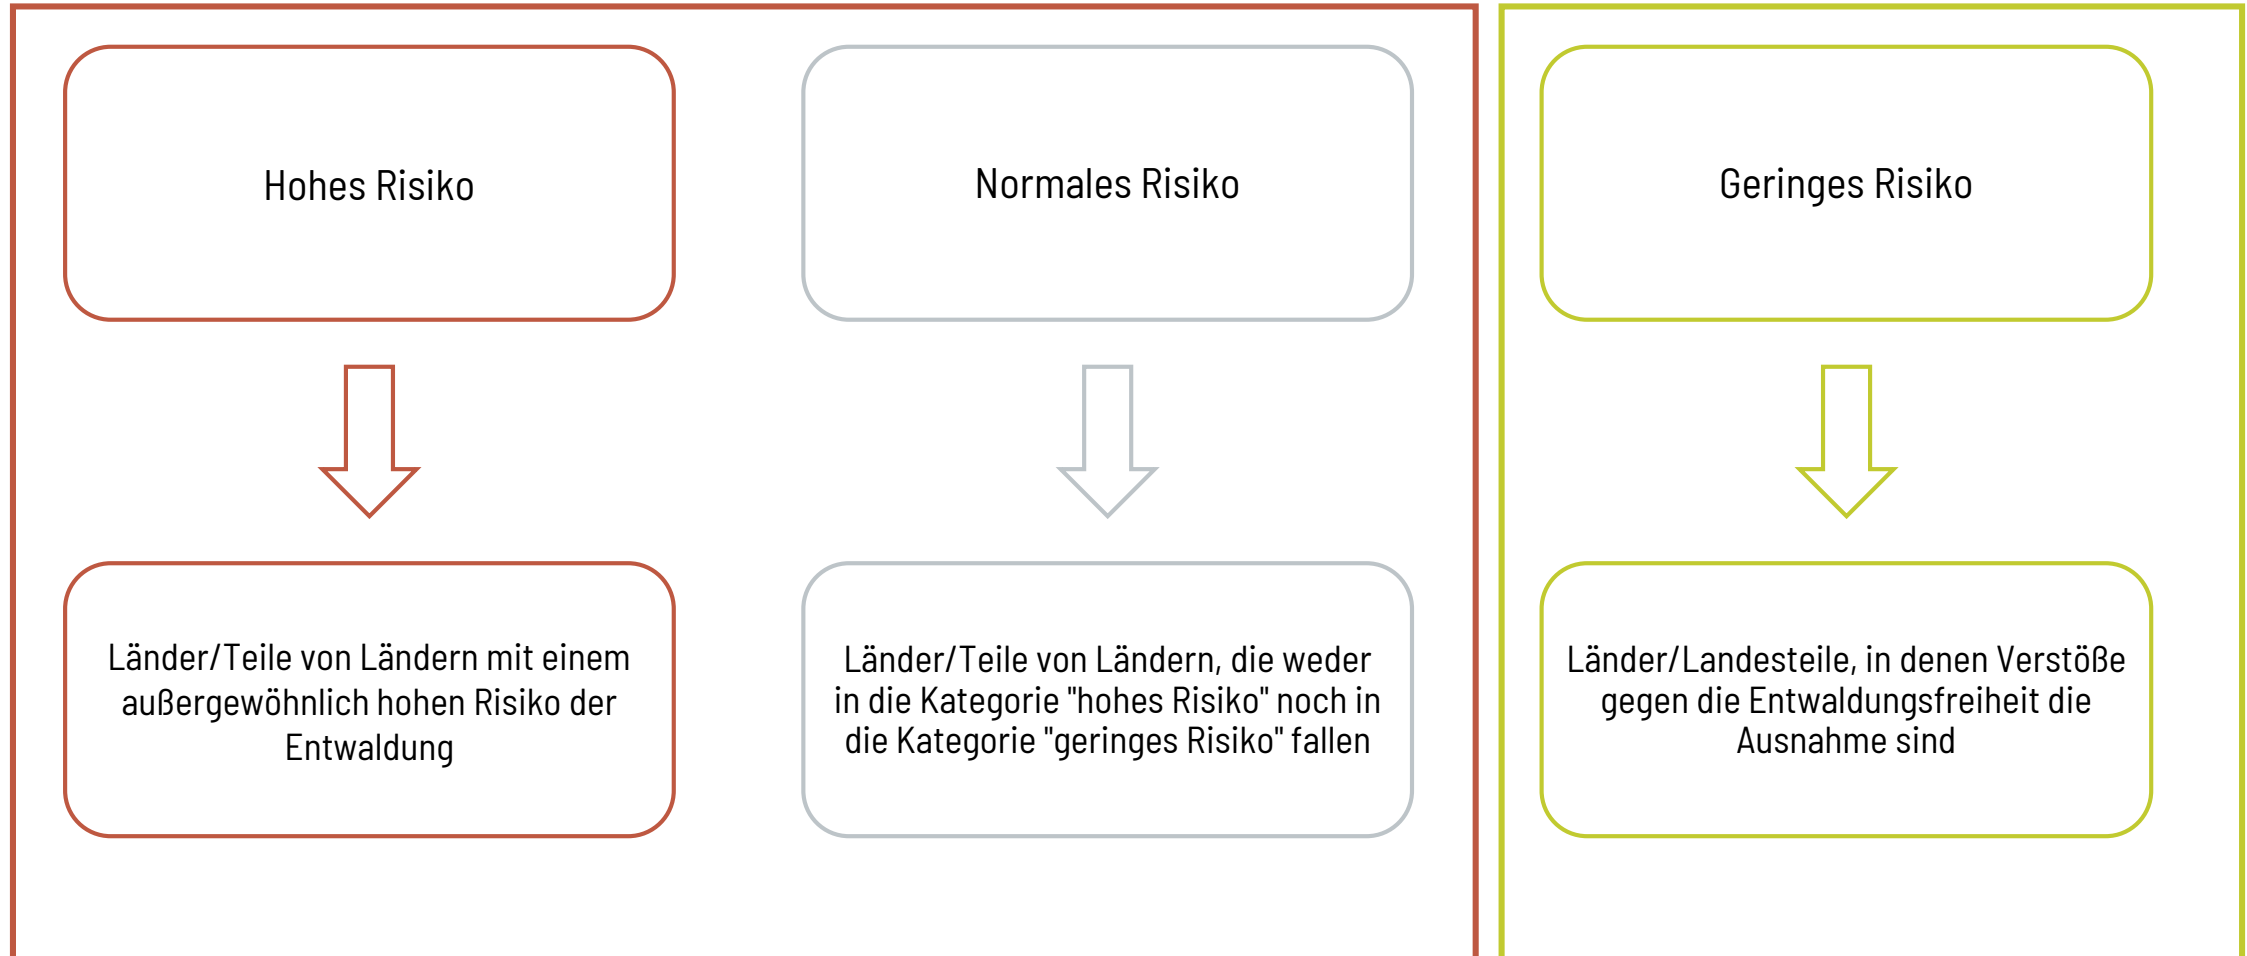 Hohes Risiko
Normales Risiko
Geringes Risiko
Länder/Teile von Ländern mit einem
außergewöhnlich hohen Risiko der
Entwaldung
Länder/Teile von Ländern, die weder
in die Kategorie "hohes Risiko" noch in
die Kategorie "geringes Risiko" fallen
Länder/Landesteile, in denen Verstöße
gegen die Entwaldungsfreiheit die
Ausnahme sind